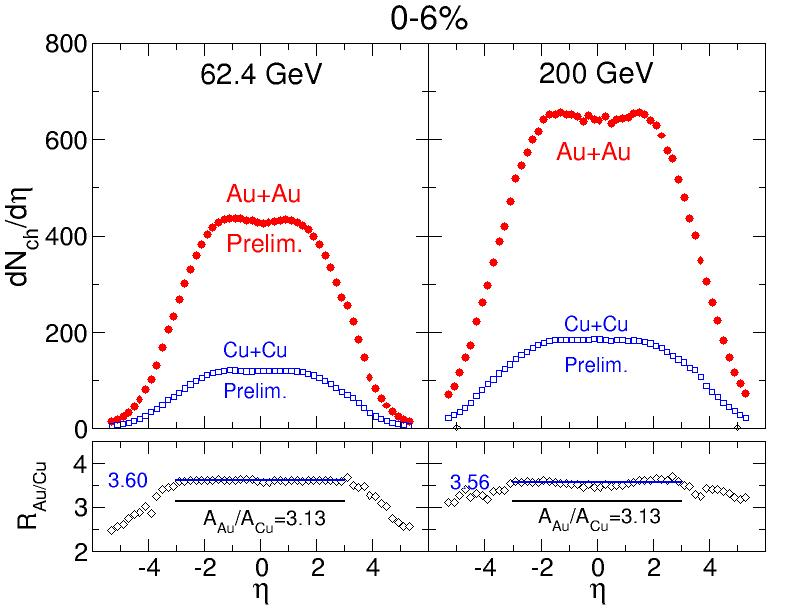 0-6%
62.4 GeV
200 GeV
800
600
400
200
0
dN_ch/dη
Au+Au
Prelim.
Cu+Cu
Prelim.
Au+Au
Cu+Cu
Prelim.
4
3
2
R_Au/Cu
3.60
A_Au/A_Cu=3.13
3.56
A_Au/A_Cu=3.13
-4 -2 0 2 4
-4 -2 0 2 4
η
η